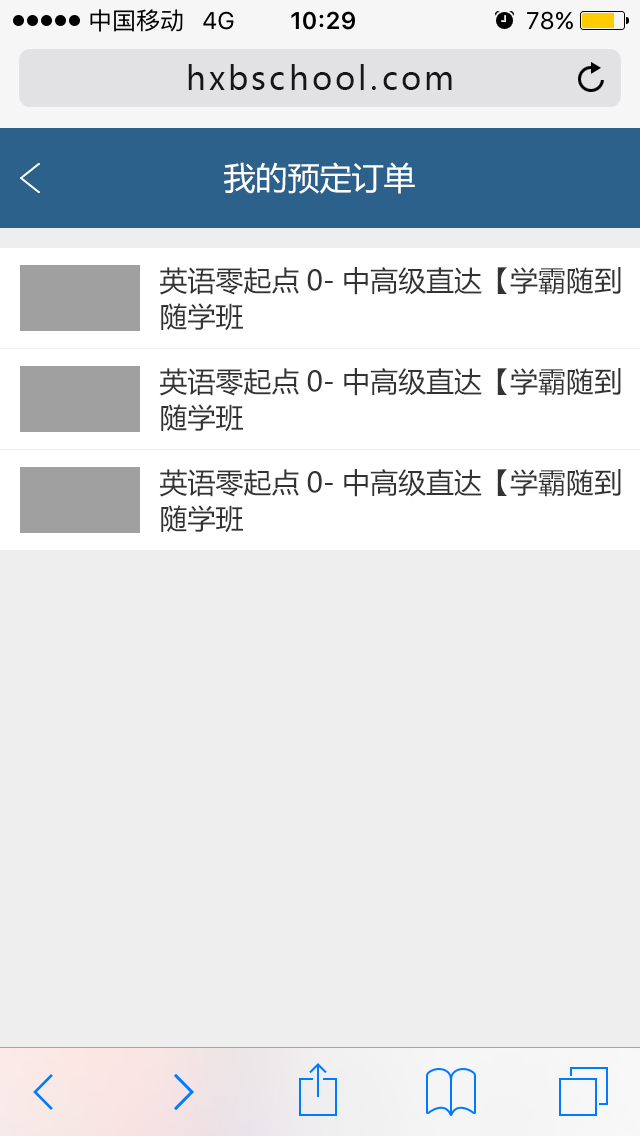 中国移动 4G 10:29 78%
hxbschool.com
我的预定订单
英语零起点 0- 中高级直达【学霸随到
随学班
英语零起点 0- 中高级直达【学霸随到
随学班
英语零起点 0- 中高级直达【学霸随到
随学班